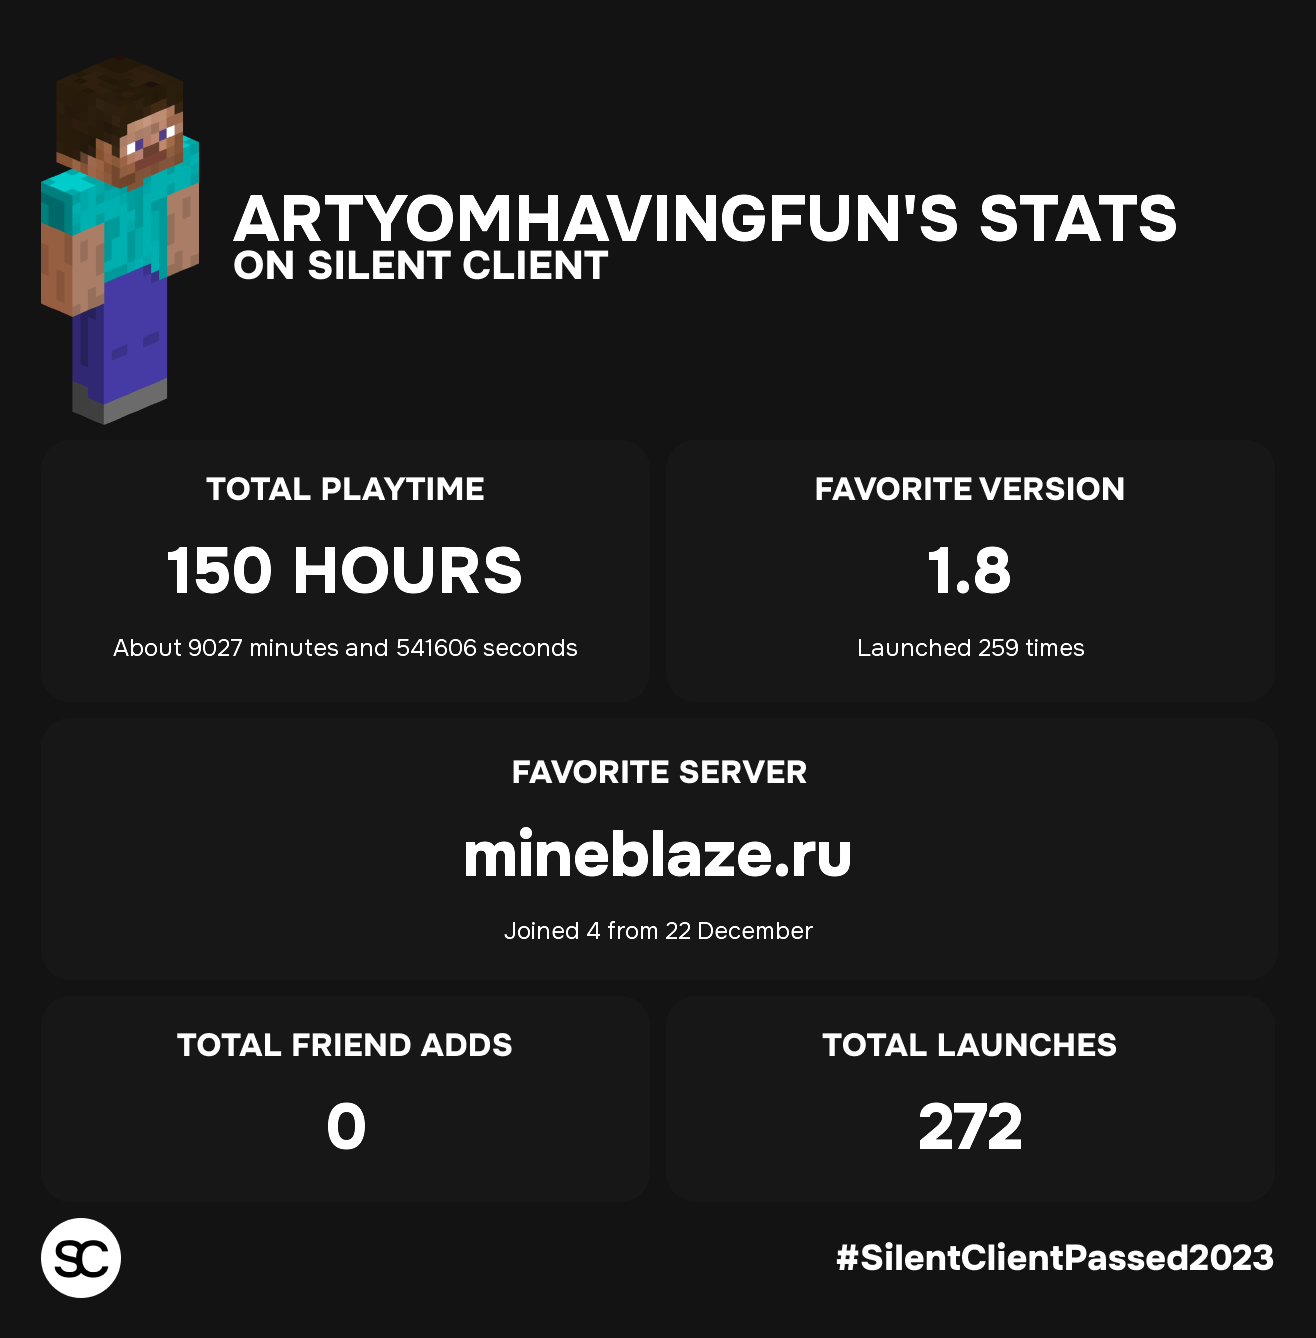 ARTYOMHAVINGFUN'S STATS
ON SILENT CLIENT
TOTAL PLAYTIME
150 HOURS
About 9027 minutes and 541606 seconds
FAVORITE VERSION
1.8
Launched 259 times
FAVORITE SERVER
mineblaze.ru
Joined 4 from 22 December
TOTAL FRIEND ADDS
0
TOTAL LAUNCHES
272
SC
#SilentClientPassed2023